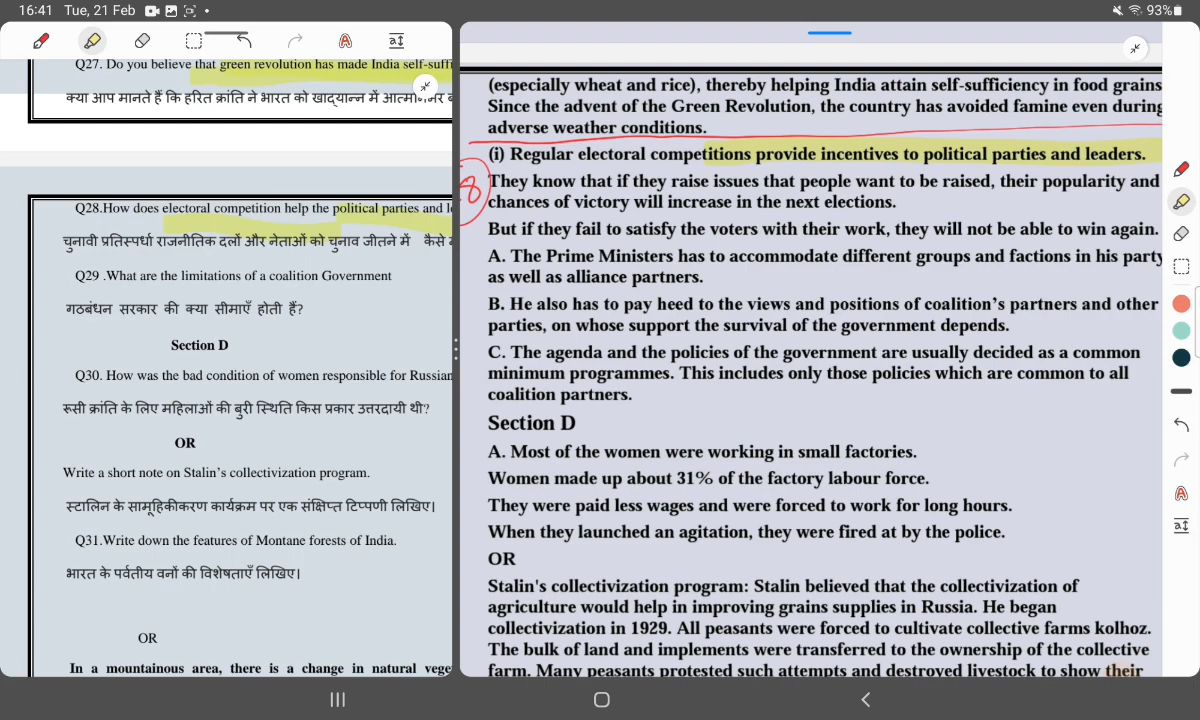 16:41 Tue, 21 Feb
93%
Q27. Do you believe that green revolution has made India self-suff
क्या आप मानते हैं कि हरित क्रांति ने भारत को खाद्यान्न में
Q28.How does electoral competition help the political parties and l
चुनावी प्रतिस्पर्धा राजनीतिक दलों और नेताओं को चुनाव जीतने में कैसे
Q29 .What are the limitations of a coalition Government
गठबंधन सरकार की क्या सीमाएँ होती हैं?
Section D
Q30. How was the bad condition of women responsible for Russian
रूसी क्रांति के लिए महिलाओं की बुरी स्थिति किस प्रकार उत्तरदायी थी?
OR
Write a short note on Stalin's collectivization program.
स्टालिन के सामूहिकीकरण कार्यक्रम पर एक संक्षिप्त टिप्पणी लिखिए।
Q31.Write down the features of Montane forests of India.
भारत के पर्वतीय वनों की विशेषताएँ लिखिए।
OR
In a mountainous area, there is a change in natural vege
(especially wheat and rice), thereby helping India attain self-sufficiency in food grains
Since the advent of the Green Revolution, the country has avoided famine even during
adverse weather conditions.
(i) Regular electoral competitions provide incentives to political parties and leaders.
8
They know that if they raise issues that people want to be raised, their popularity and
chances of victory will increase in the next elections.
But if they fail to satisfy the voters with their work, they will not be able to win again.
A. The Prime Ministers has to accommodate different groups and factions in his party
as well as alliance partners.
B. He also has to pay heed to the views and positions of coalition's partners and other
parties, on whose support the survival of the government depends.
C. The agenda and the policies of the government are usually decided as a common
minimum programmes. This includes only those policies which are common to all
coalition partners.
Section D
A. Most of the women were working in small factories.
Women made up about 31% of the factory labour force.
They were paid less wages and were forced to work for long hours.
When they launched an agitation, they were fired at by the police.
OR
Stalin's collectivization program: Stalin believed that the collectivization of
agriculture would help in improving grains supplies in Russia. He began
collectivization in 1929. All peasants were forced to cultivate collective farms kolhoz.
The bulk of land and implements were transferred to the ownership of the collective
farm. Many peasants protested such attempts and destroyed livestock to show their